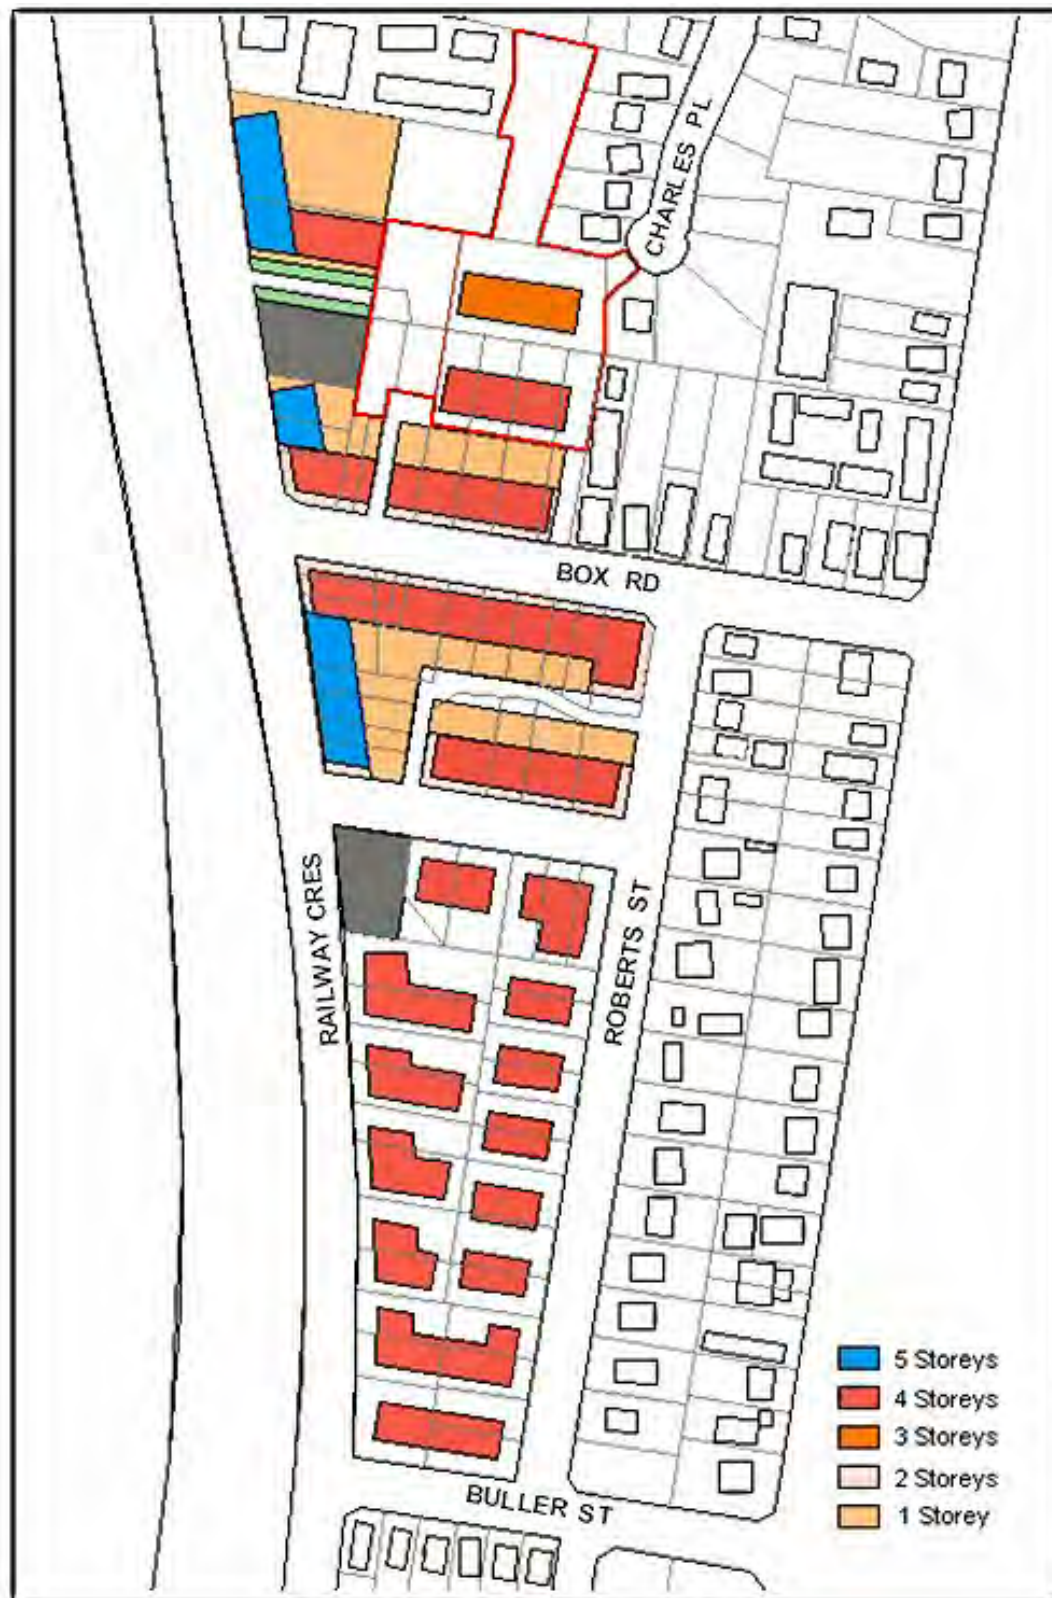 CHARLES PL
BOX RD
RAILWAY CRES
ROBERTS ST
5 Storeys
4 Storeys
3 Storeys
2 Storeys
1 Storey
BULLER ST